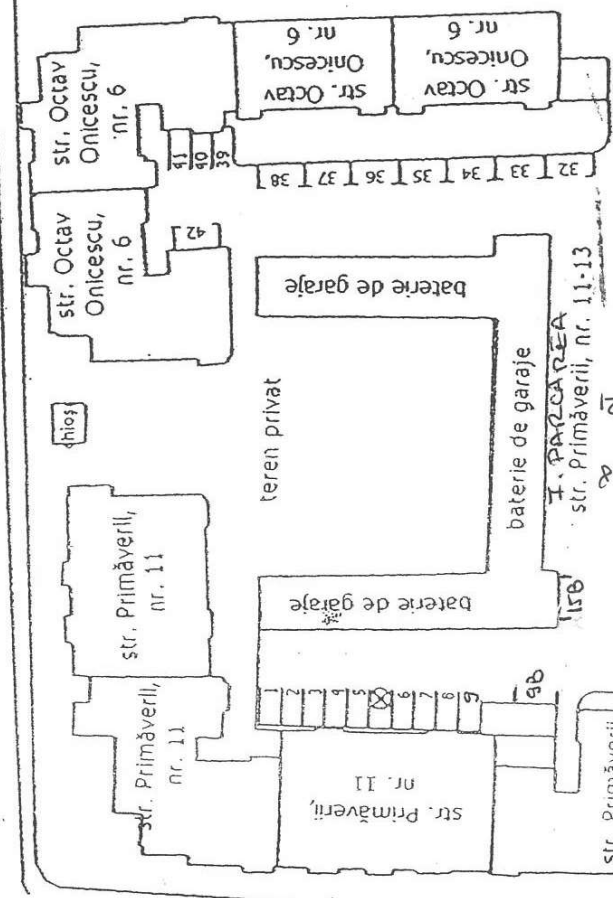 str. Octav
Onicescu,
nr. 6
str. Octav
Onicescu,
nr. 6
str. Octav
Onicescu,
nr. 6
str. Octav
Onicescu,
nr. 6
41
40
39
38
37
36
35
34
33
32
42
chioș
baterie de garaje
teren privat
baterie de garaje
I. PARCAREA
str. Primăverii, nr. 11-13
baterie de garaje
15B
str. Primăverii,
nr. 11
str. Primăverii,
nr. 11
str. Primăverii,
nr. 11
1
2
3
4
5
6
7
8
9
9B
str. Primăverii